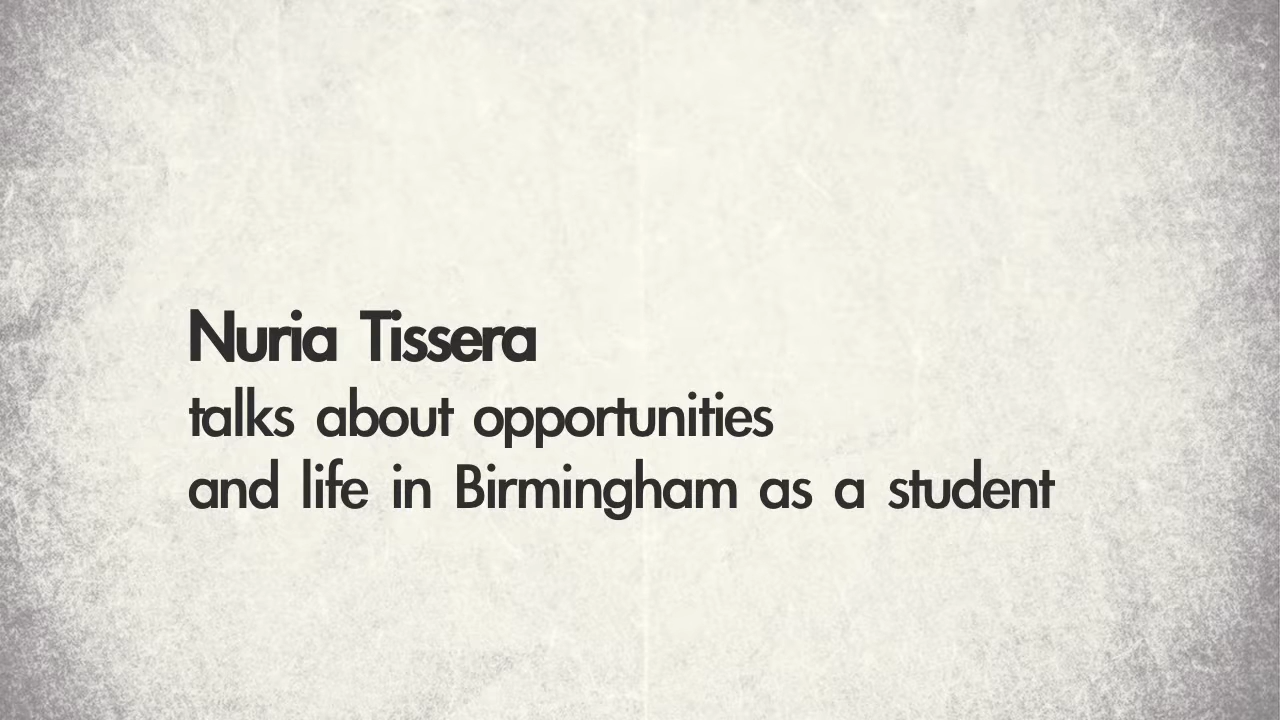 Nuria Tissera
talks about opportunities
and life in Birmingham as a student